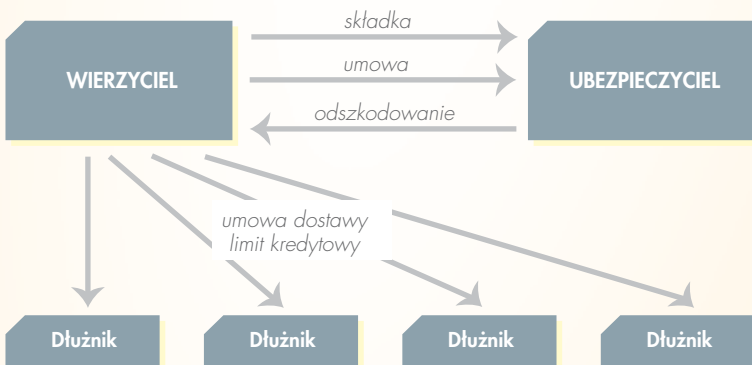 składka
WIERZYCIEL
umowa
UBEZPIECZYCIEL
odszkodowanie
umowa dostawy
limit kredytowy
Dłużnik
Dłużnik
Dłużnik
Dłużnik